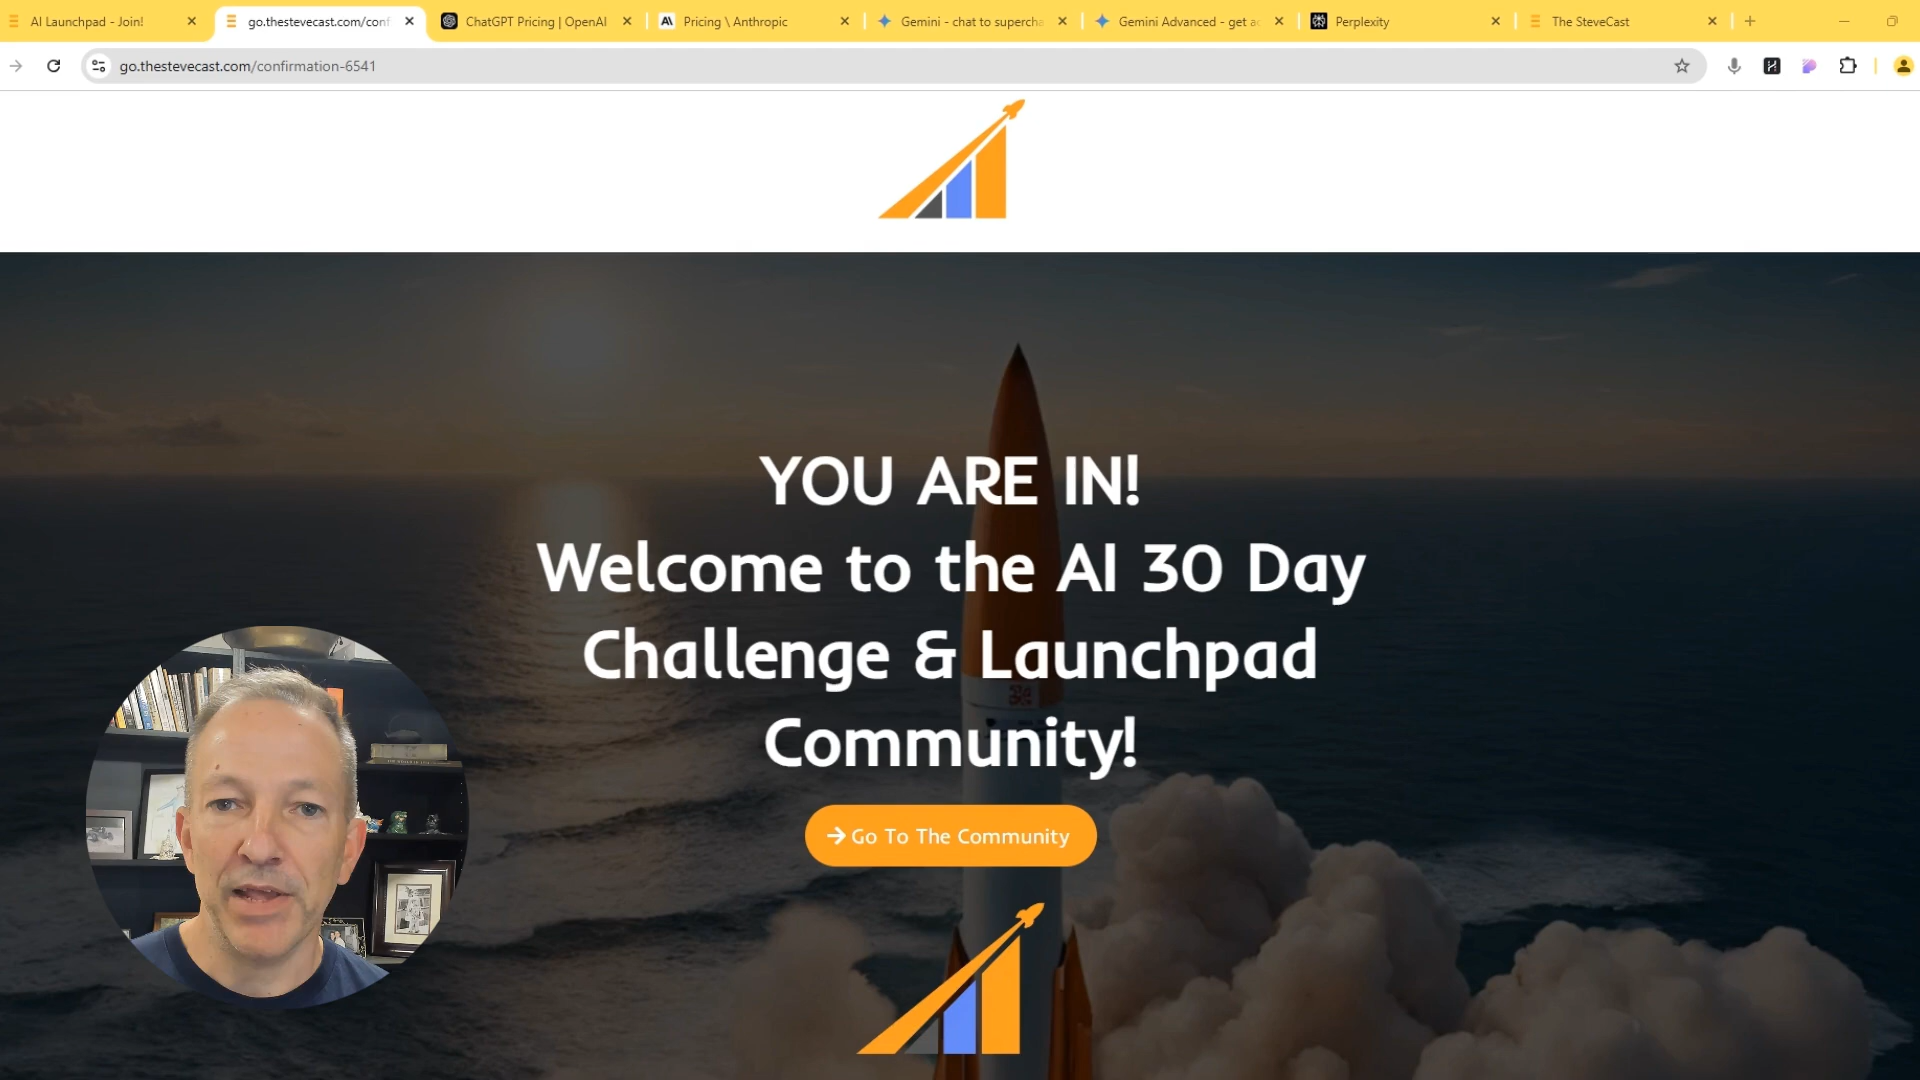 AI Launchpad - Join!
go.thestevecast.com/conf
ChatGPT Pricing | OpenAI
Pricing \ Anthropic
Gemini - chat to supercha
Gemini Advanced - get a
Perplexity
The SteveCast
go.thestevecast.com/confirmation-6541
YOU ARE IN!
Welcome to the AI 30 Day
Challenge & Launchpad
Community!
Go To The Community